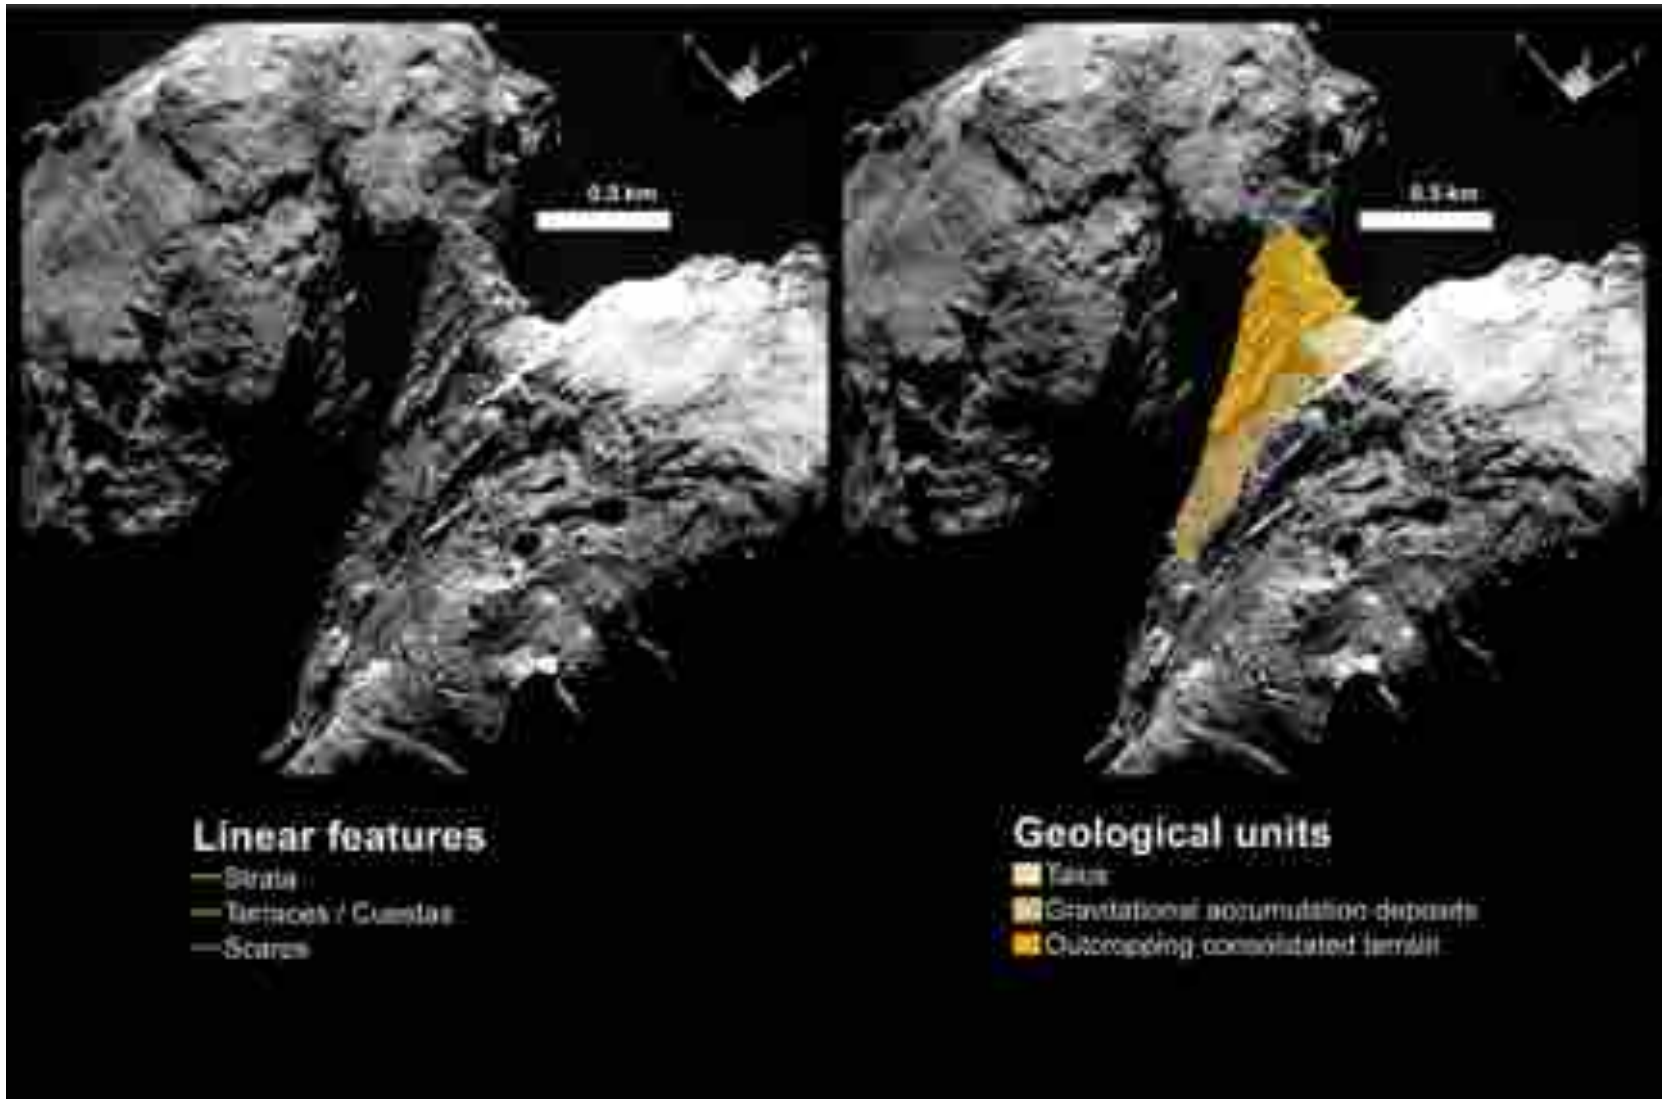 0.5 km
0.5 km
Linear features
Strata
Terraces / Cuestas
Scarps
Geological units
Talus
Gravitational accumulation deposits
Outcropping consolidated terrain